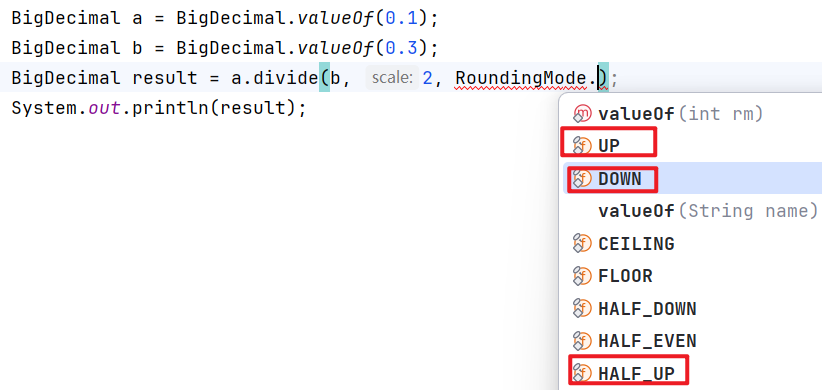 BigDecimal a = BigDecimal.valueOf(0.1);
BigDecimal b = BigDecimal.valueOf(0.3);
BigDecimal result = a.divide(b, scale: 2, RoundingMode.);
System.out.println(result);
m valueOf(int rm)
f UP
f DOWN
valueOf(String name)
f CEILING
f FLOOR
f HALF_DOWN
f HALF_EVEN
f HALF_UP